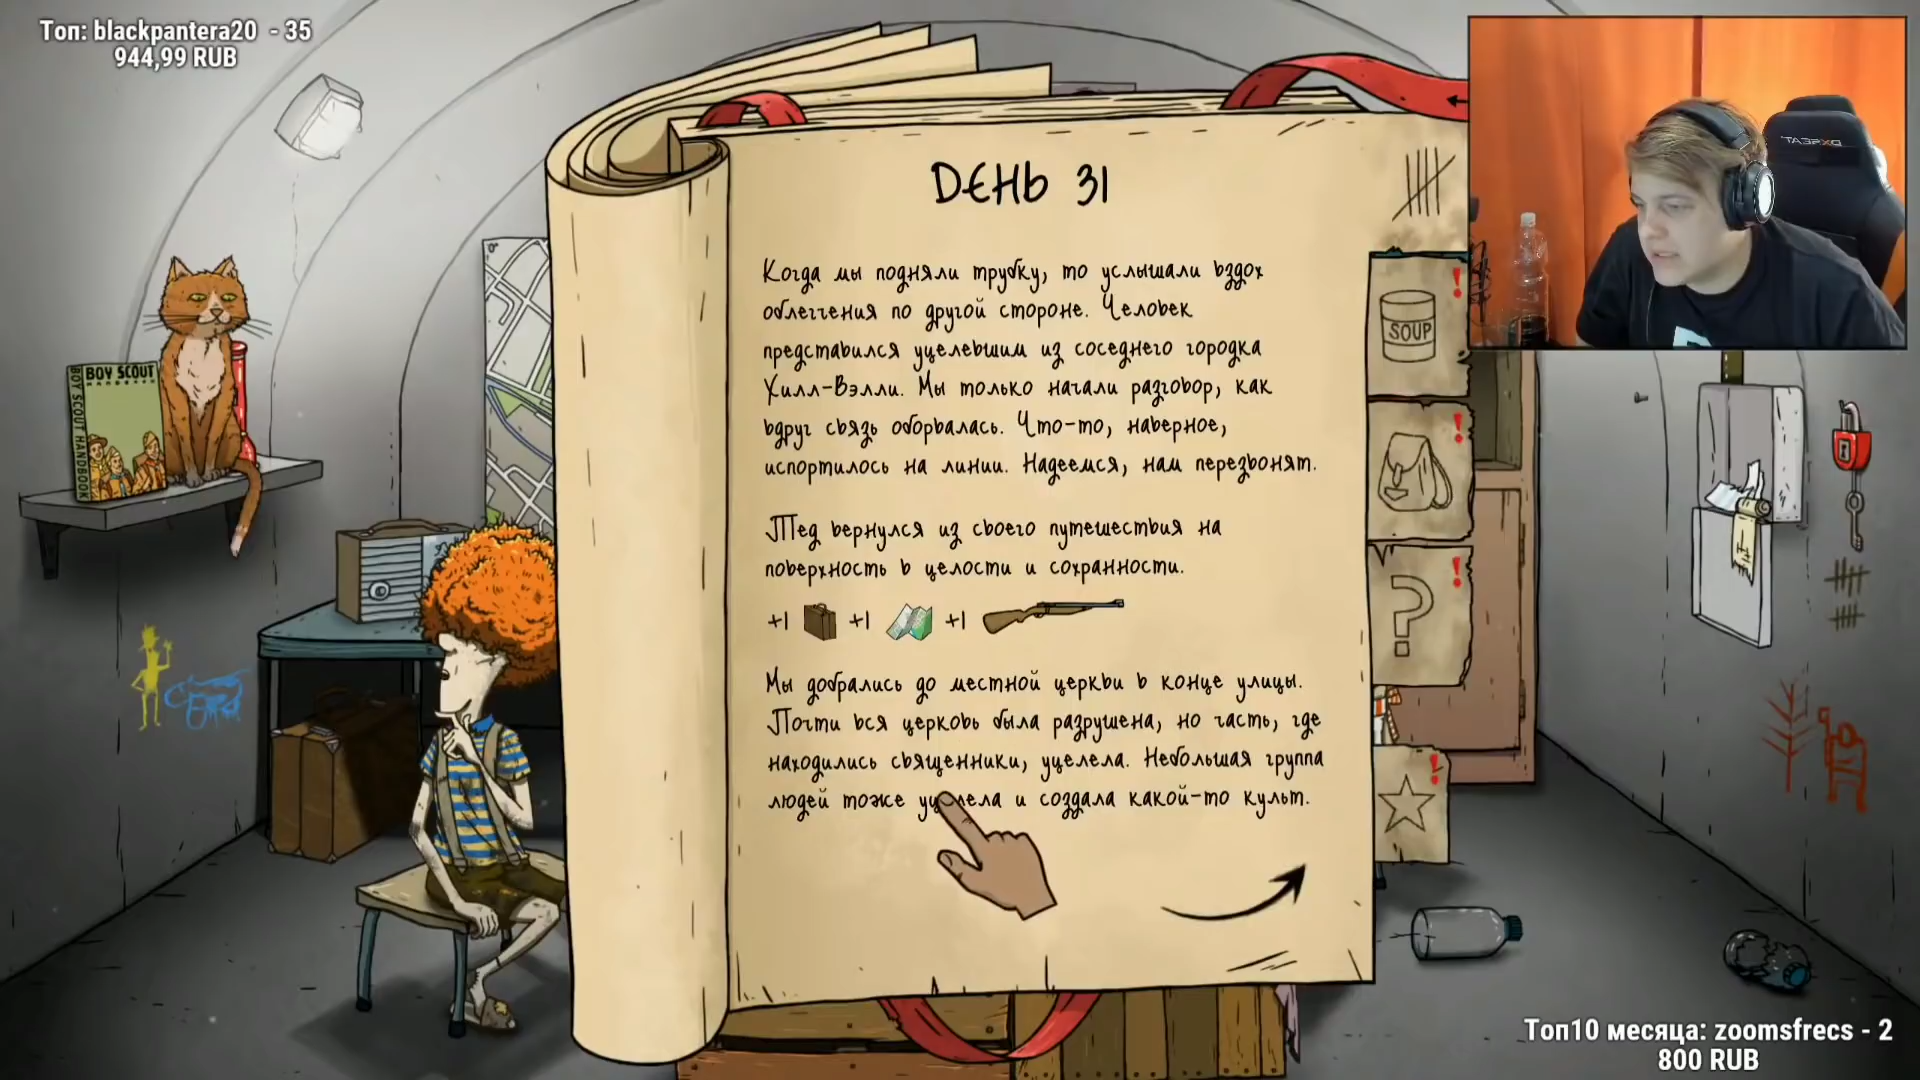 Топ: blackpantera20 - 35
944,99 RUB
День 31
Когда мы подняли трубку, то услышали вздох
облегчения по другой стороне. Человек
представился уцелевшим из соседнего городка
Хилл-Вэлли. Мы только начали разговор, как
вдруг связь оборвалась. Что-то, наверное,
испортилось на линии. Надеемся, нам перезвонят.
Тед вернулся из своего путешествия на
поверхность в целости и сохранности.
+1 +1 +1
Мы добрались до местной церкви в конце улицы.
Почти вся церковь была разрушена, но часть, где
находились священники, уцелела. Небольшая группа
людей тоже уцелела и создала какой-то культ.
SOUP
!
!
!
?
!
BOY SCOUT
BOY SCOUT HANDBOOK
DXRACER
Топ10 месяца: zoomsfrecs - 2
800 RUB